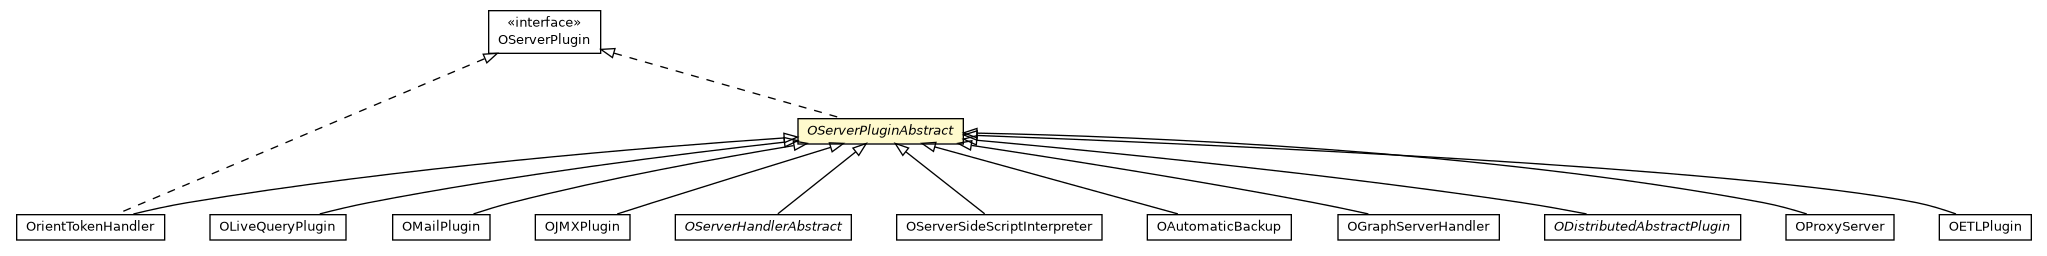 «interface»
OServerPlugin
OServerPluginAbstract
OrientTokenHandler
OLiveQueryPlugin
OMailPlugin
OJMXPlugin
OServerHandlerAbstract
OServerSideScriptInterpreter
OAutomaticBackup
OGraphServerHandler
ODistributedAbstractPlugin
OProxyServer
OETLPlugin